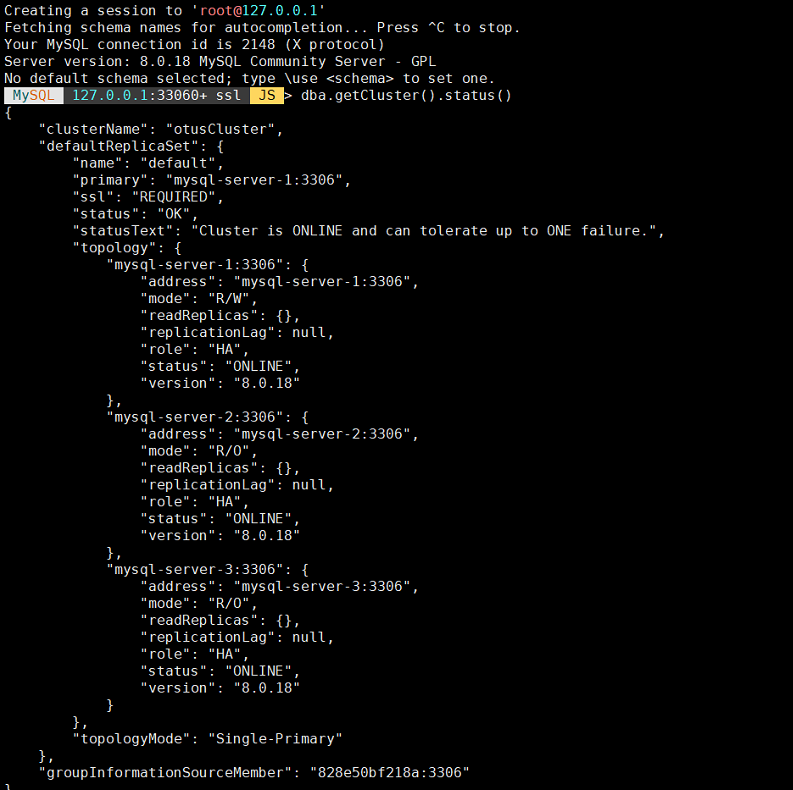 Creating a session to 'root@127.0.0.1'
Fetching schema names for autocompletion... Press ^C to stop.
Your MySQL connection id is 2148 (X protocol)
Server version: 8.0.18 MySQL Community Server - GPL
No default schema selected; type \use <schema> to set one.
 MySQL  127.0.0.1:33060+ ssl  JS > dba.getCluster().status()
{
    "clusterName": "otusCluster",
    "defaultReplicaSet": {
        "name": "default",
        "primary": "mysql-server-1:3306",
        "ssl": "REQUIRED",
        "status": "OK",
        "statusText": "Cluster is ONLINE and can tolerate up to ONE failure.",
        "topology": {
            "mysql-server-1:3306": {
                "address": "mysql-server-1:3306",
                "mode": "R/W",
                "readReplicas": {},
                "replicationLag": null,
                "role": "HA",
                "status": "ONLINE",
                "version": "8.0.18"
            },
            "mysql-server-2:3306": {
                "address": "mysql-server-2:3306",
                "mode": "R/O",
                "readReplicas": {},
                "replicationLag": null,
                "role": "HA",
                "status": "ONLINE",
                "version": "8.0.18"
            },
            "mysql-server-3:3306": {
                "address": "mysql-server-3:3306",
                "mode": "R/O",
                "readReplicas": {},
                "replicationLag": null,
                "role": "HA",
                "status": "ONLINE",
                "version": "8.0.18"
            }
        },
        "topologyMode": "Single-Primary"
    },
    "groupInformationSourceMember": "828e50bf218a:3306"
}